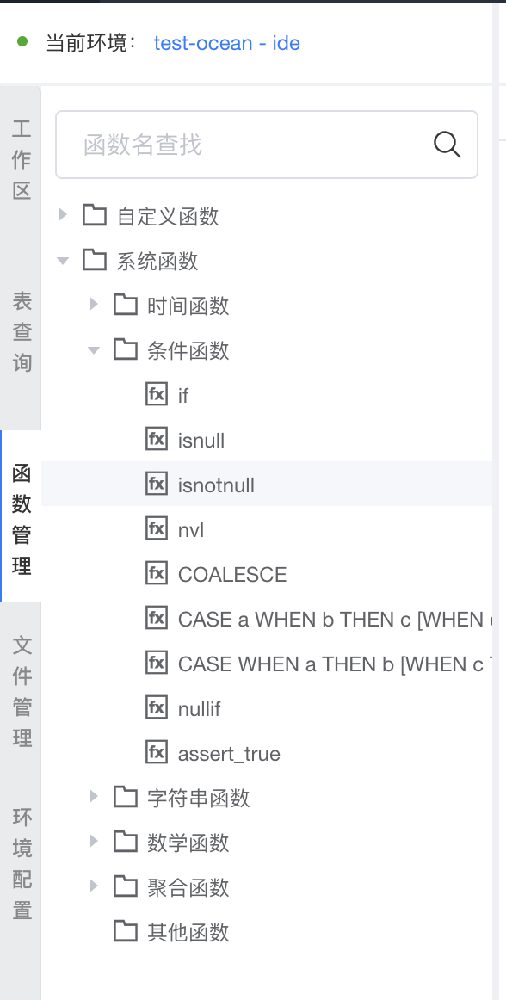 当前环境： test-ocean - ide
工作区
表查询
函数管理
文件管理
环境配置
函数名查找
自定义函数
系统函数
时间函数
条件函数
fx if
fx isnull
fx isnotnull
fx nvl
fx COALESCE
fx CASE a WHEN b THEN c [WHEN
fx CASE WHEN a THEN b [WHEN c
fx nullif
fx assert_true
字符串函数
数学函数
聚合函数
其他函数